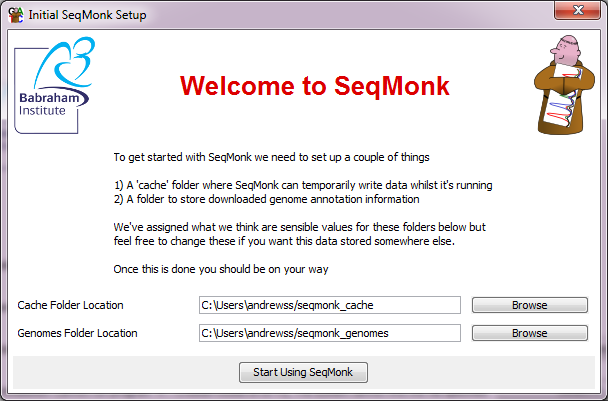 Initial SeqMonk Setup
Babraham
Institute
Welcome to SeqMonk
To get started with SeqMonk we need to set up a couple of things
1) A 'cache' folder where SeqMonk can temporarily write data whilst it's running
2) A folder to store downloaded genome annotation information
We've assigned what we think are sensible values for these folders below but
feel free to change these if you want this data stored somewhere else.
Once this is done you should be on your way
Cache Folder Location C:\Users\andrewss/seqmonk_cache Browse
Genomes Folder Location C:\Users\andrewss/seqmonk_genomes Browse
Start Using SeqMonk